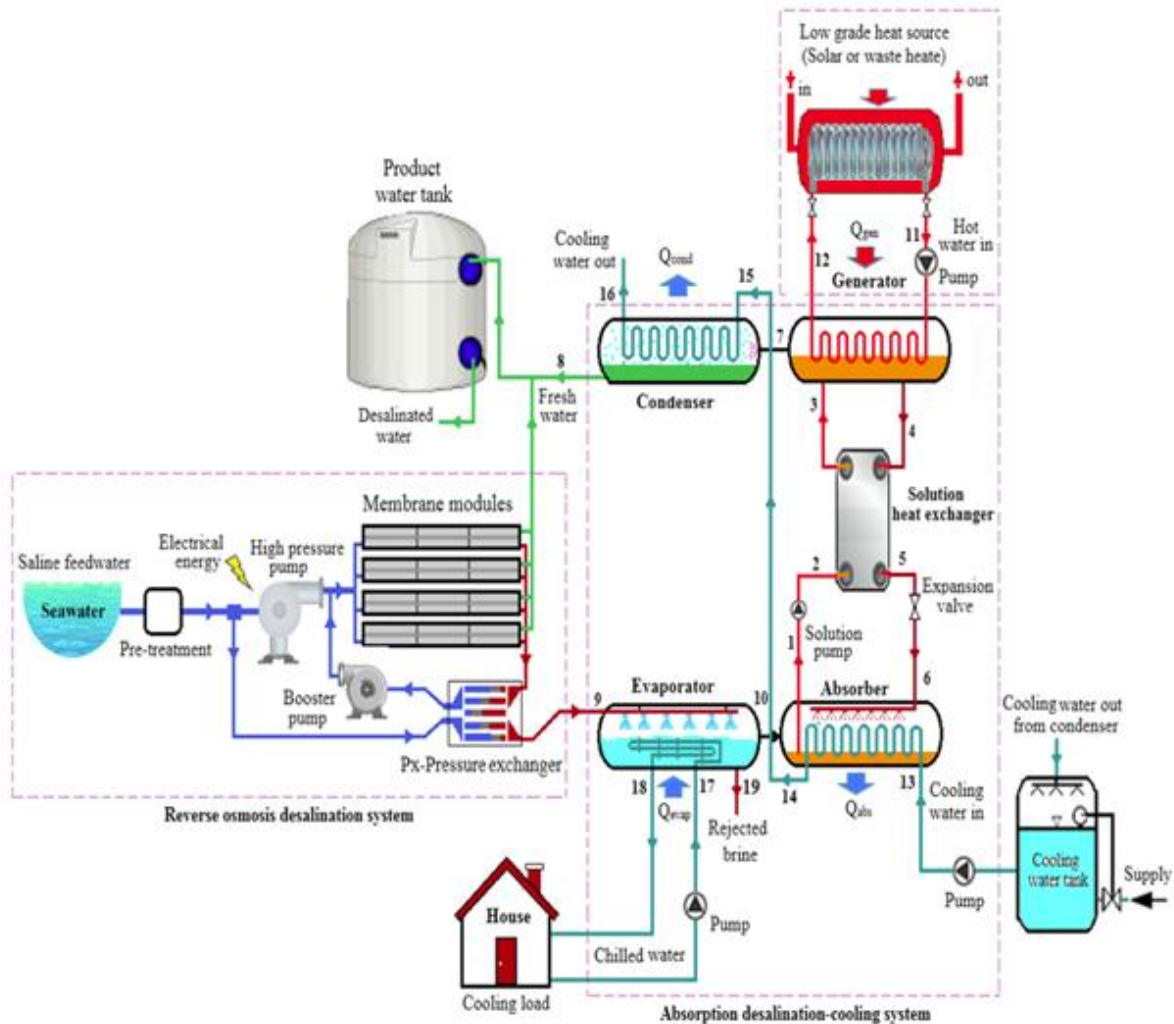 Low grade heat source
(Solar or waste heate)
in
out
Product
water tank
Cooling
water out
Qcond
15
16
12
Qgen
11
Hot
water in
Pump
Generator
7
8
Fresh
water
Condenser
3
4
Desalinated
water
Solution
heat exchanger
Membrane modules
Electrical
energy
High pressure
pump
Saline feedwater
Seawater
Pre-treatment
2
5
Expansion
valve
Solution
pump
1
6
Booster
pump
9
Evaporator
10
Absorber
Cooling water out
from condenser
Px-Pressure exchanger
18
17
19
14
13
Qevap
Qabs
Cooling
water in
Reverse osmosis desalination system
Rejected
brine
Cooling
water tank
Supply
Pump
House
Pump
Chilled water
Cooling load
Absorption desalination-cooling system